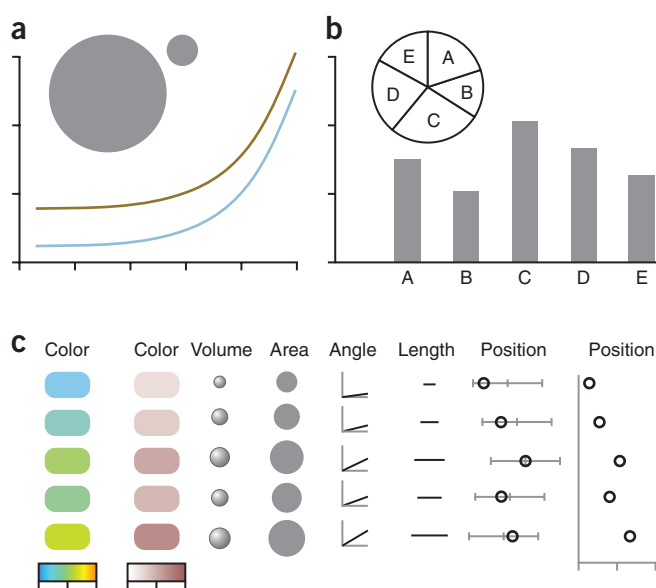 a
b
E
A
D
B
C
A
B
C
D
E
c
Color
Color
Volume
Area
Angle
Length
Position
Position